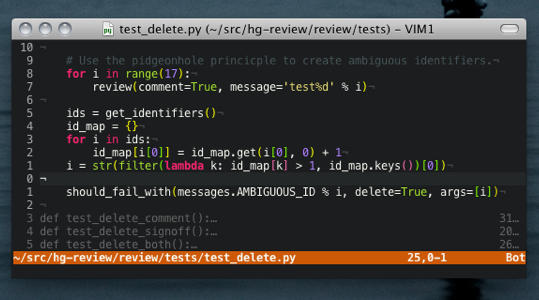 test_delete.py (~/src/hg-review/review/tests) – VIM1
10 ¬
9 # Use the pidgeonhole princicple to create ambiguous identifiers.¬
8 for i in range(17):¬
7 review(comment=True, message='test%d' % i)¬
6 ¬
5 ids = get_identifiers()¬
4 id_map = {}¬
3 for i in ids:¬
2 id_map[i[0]] = id_map.get(i[0], 0) + 1¬
1 i = str(filter(lambda k: id_map[k] > 1, id_map.keys())[0])¬
0 ¬
1 should_fail_with(messages.AMBIGUOUS_ID % i, delete=True, args=[i])¬
2 ¬
3 def test_delete_comment():… 31…
4 def test_delete_signoff():… 20…
5 def test_delete_both():… 26…
~/src/hg-review/review/tests/test_delete.py 25,0-1 Bot